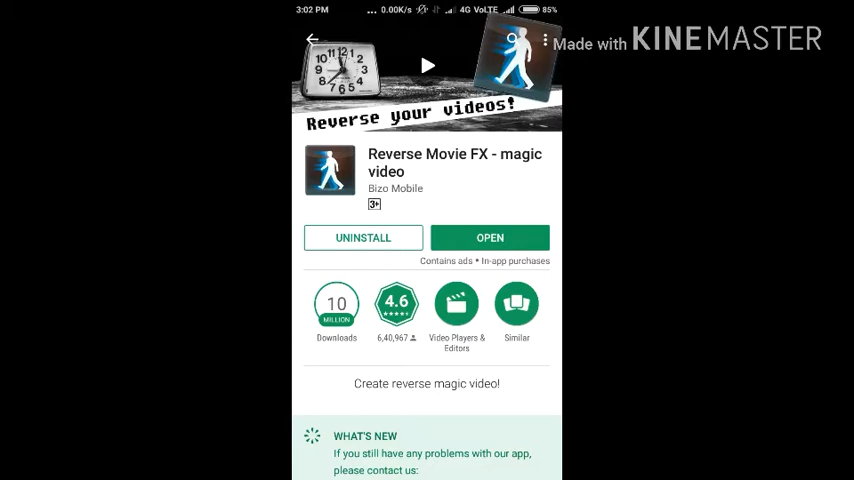 3:02 PM ... 0.00K/s 4G VoLTE 85%
Made with KINEMASTER
Reverse your videos!
Reverse Movie FX - magic
video
Bizo Mobile
3+
UNINSTALL OPEN
Contains ads • In-app purchases
10 4.6
MILLION
Downloads 6,40,967 Video Players & Similar
Editors
Create reverse magic video!
WHAT'S NEW
If you still have any problems with our app,
please contact us: